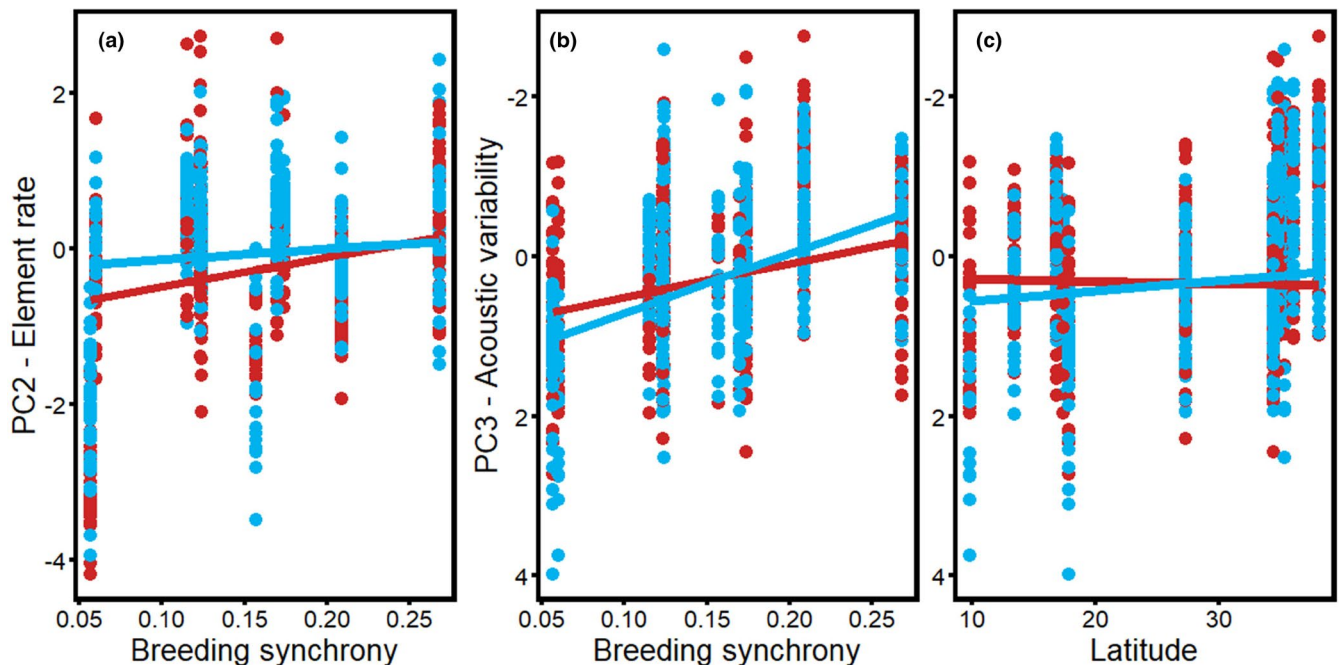 (a)
PC2 - Element rate
2
0
-2
-4
0.05 0.10 0.15 0.20 0.25
Breeding synchrony
(b)
PC3 - Acoustic variability
-2
0
2
4
0.05 0.10 0.15 0.20 0.25
Breeding synchrony
(c)
-2
0
2
4
10 20 30
Latitude